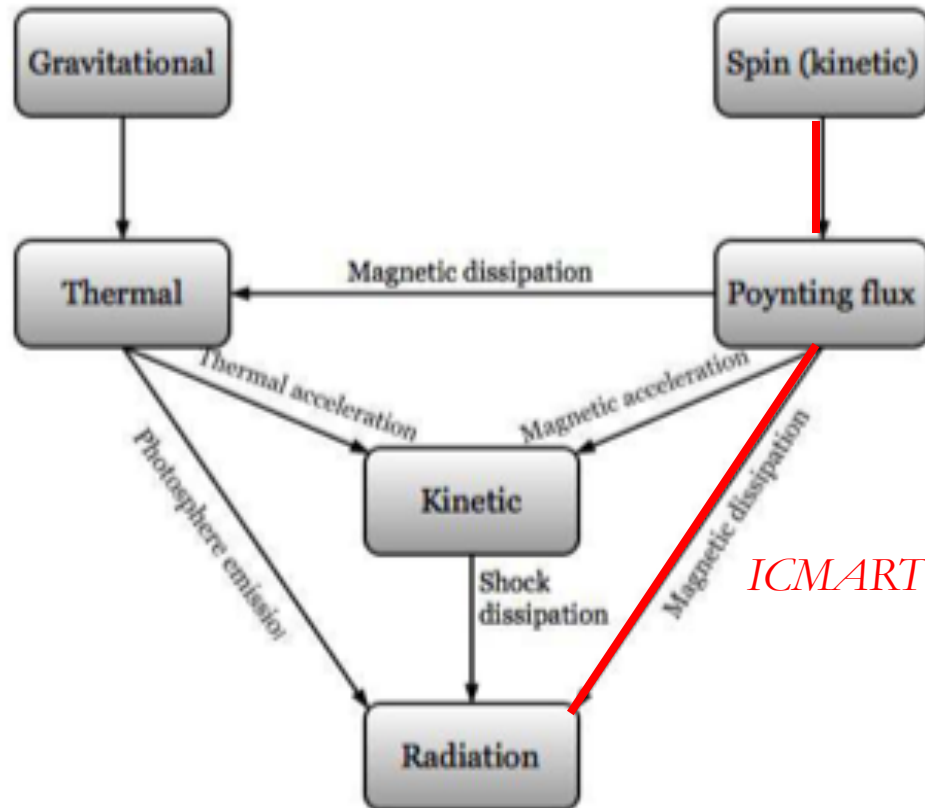 Gravitational
Spin (kinetic)
Magnetic dissipation
Thermal
Poynting flux
Thermal acceleration
Magnetic acceleration
Photosphere emission
Kinetic
Magnetic dissipation
Shock
dissipation
ICMART
Radiation